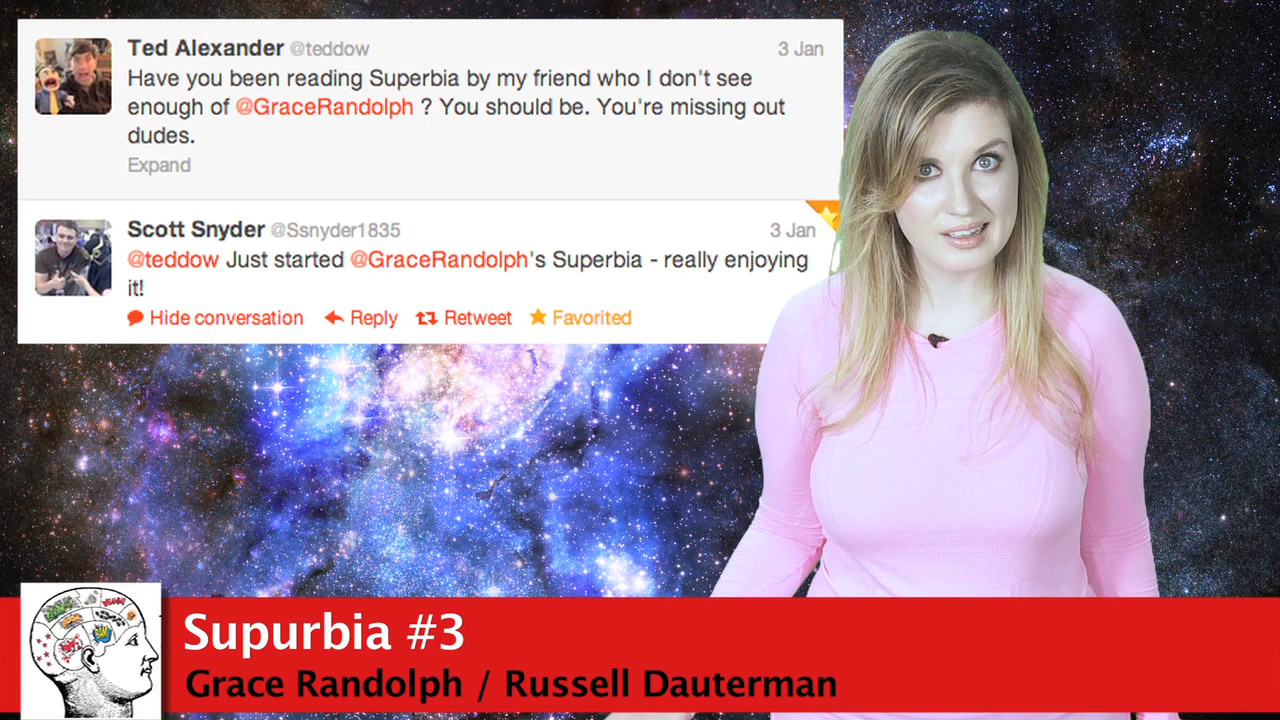 Ted Alexander @teddow 3 Jan
Have you been reading Superbia by my friend who I don't see
enough of @GraceRandolph ? You should be. You're missing out
dudes.
Expand
Scott Snyder @Ssnyder1835 3 Jan
@teddow Just started @GraceRandolph's Superbia - really enjoying
it!
Hide conversation Reply Retweet Favorited
Supurbia #3
Grace Randolph / Russell Dauterman